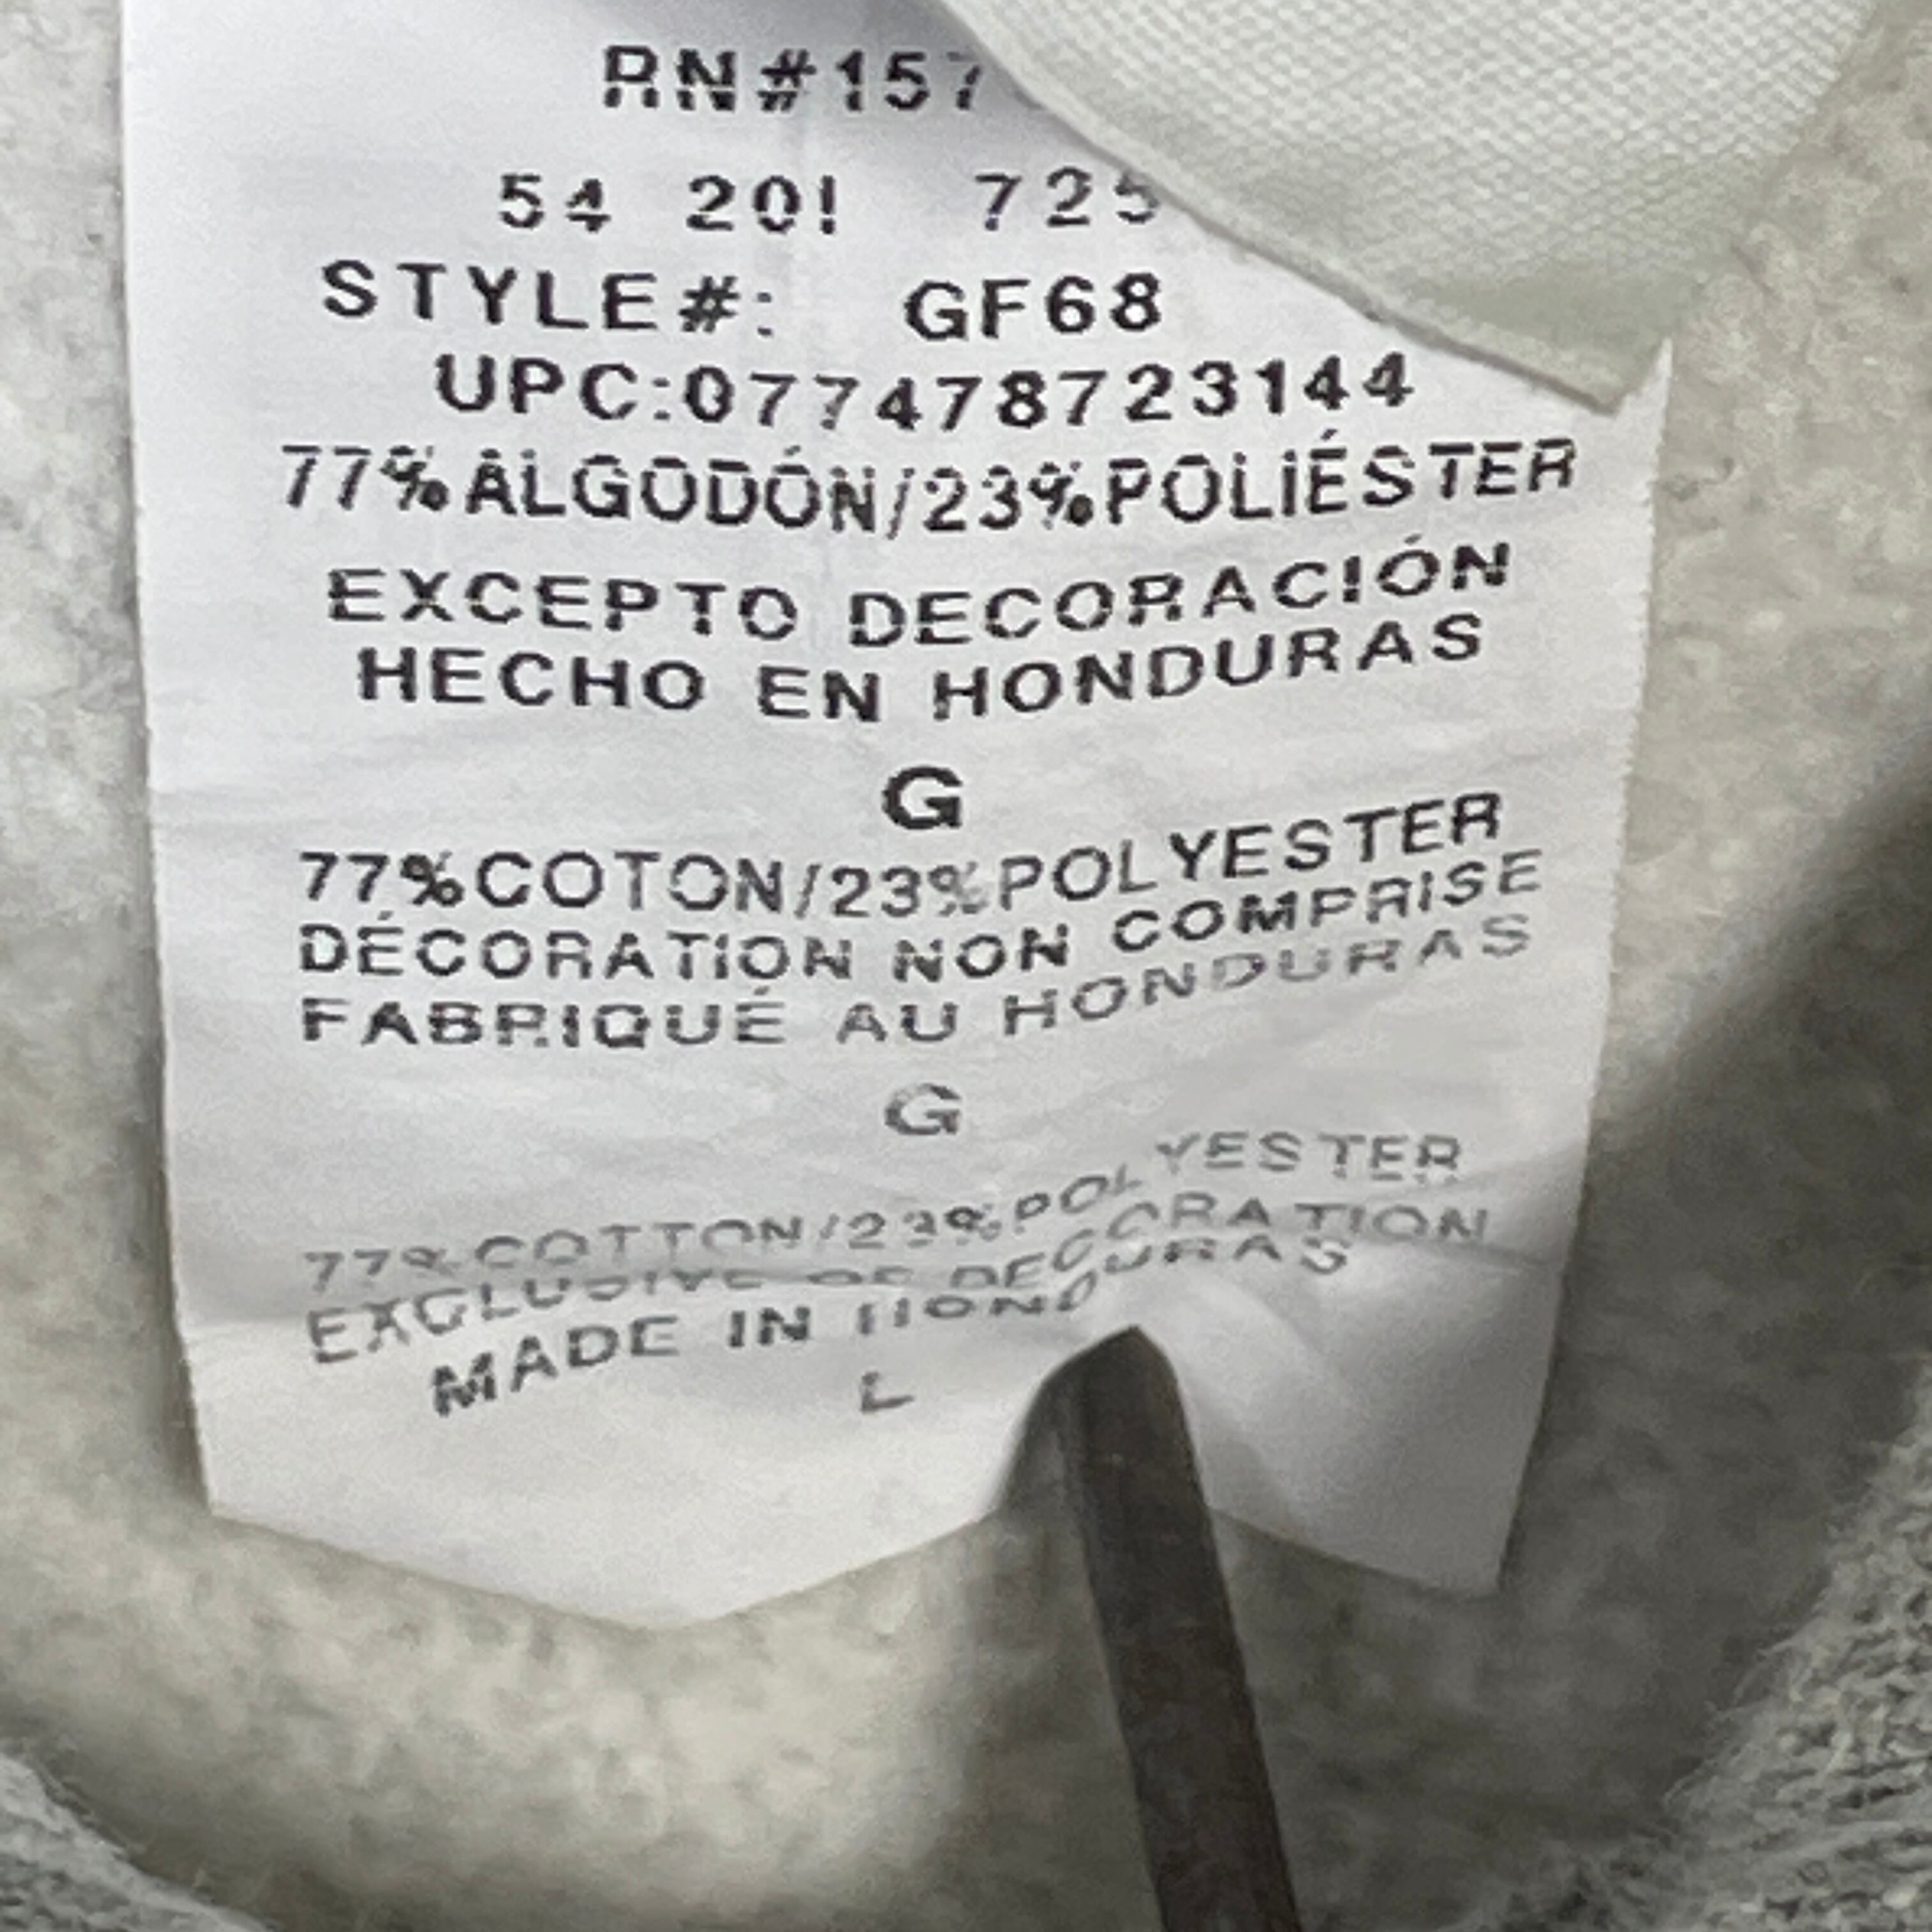 RN#157
54 20! 725
STYLE#: GF68
UPC:077478723144
77%ALGODÓN/23%POLIÉSTER
EXCEPTO DECORACIÓN
HECHO EN HONDURAS
G
77%COTON/23%POLYESTER
DÉCORATION NON COMPRISE
FABRIQUÉ AU HONDURAS
G
77%COTTON/23%POLYESTER
EXCLUSIVE OF DECORATION
MADE IN HONDURAS
L